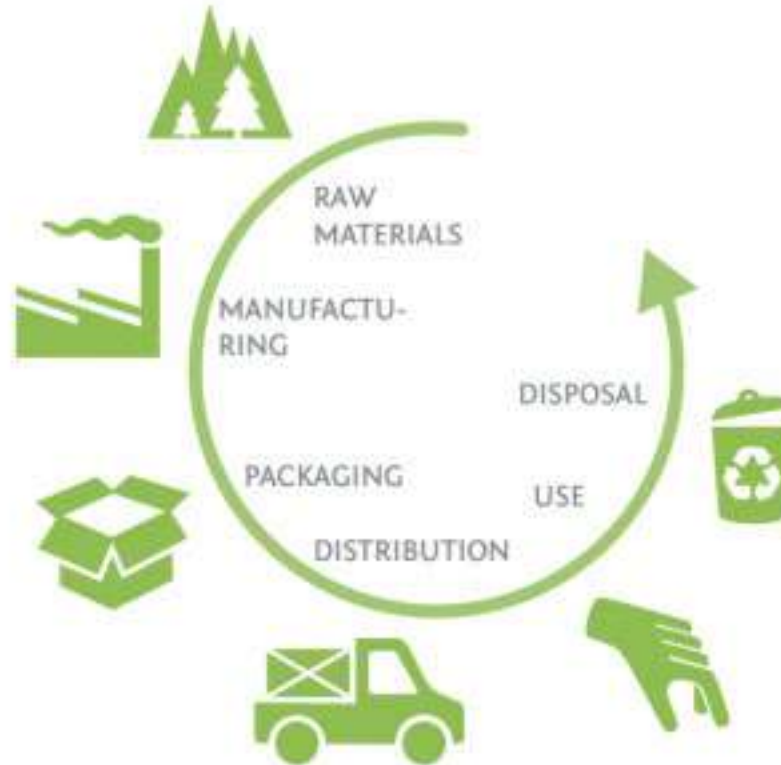 RAW
MATERIALS
MANUFACTU-
RING
PACKAGING
DISTRIBUTION
USE
DISPOSAL